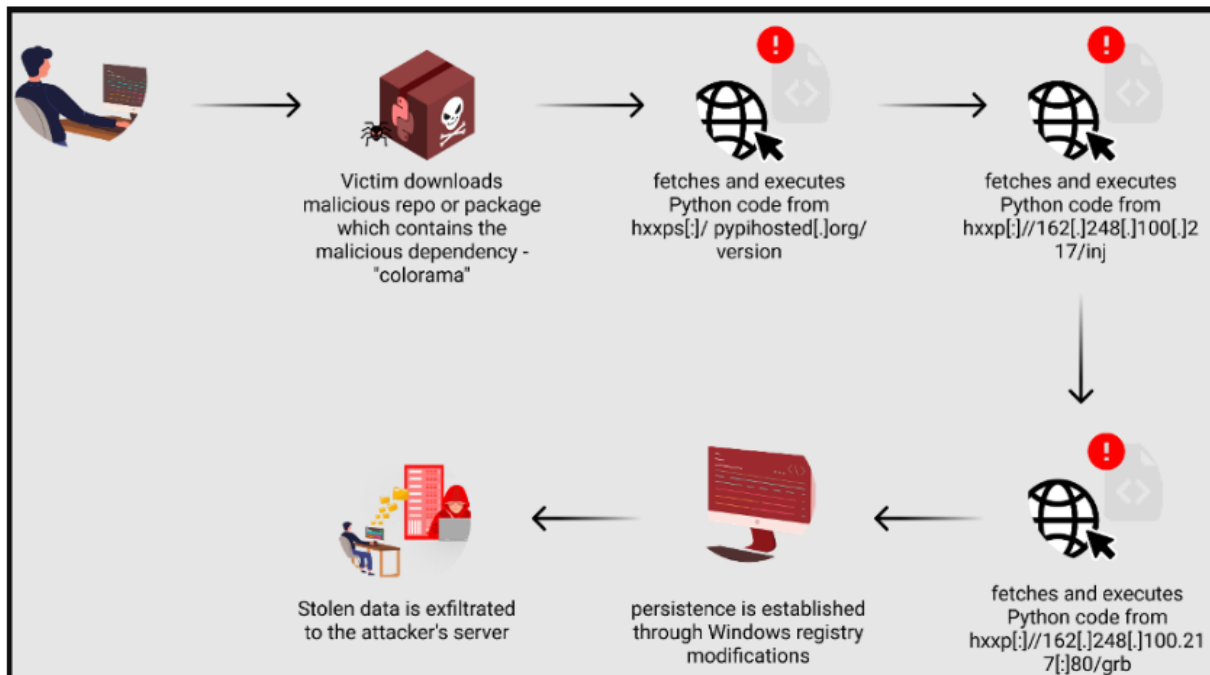 Victim downloads
malicious repo or package
which contains the
malicious dependency -
"colorama"
fetches and executes
Python code from
hxxps[:]/ pypihosted[.]org/
version
fetches and executes
Python code from
hxxp[:]//162[.]248[.]100[.]2
17/inj
fetches and executes
Python code from
hxxp[:]//162[.]248[.]100.21
7[:]80/grb
persistence is established
through Windows registry
modifications
Stolen data is exfiltrated
to the attacker's server